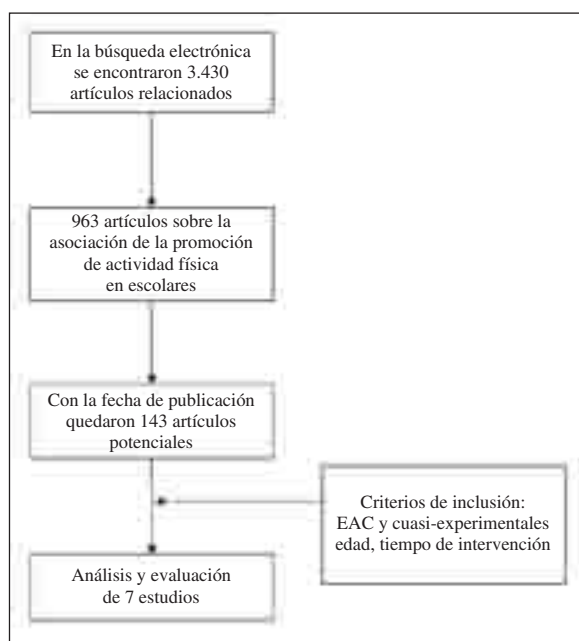 En la búsqueda electrónica
se encontraron 3.430
artículos relacionados
963 artículos sobre la
asociación de la promoción
de actividad física
en escolares
Con la fecha de publicación
quedaron 143 artículos
potenciales
Criterios de inclusión:
EAC y cuasi-experimentales
edad, tiempo de intervención
Análisis y evaluación
de 7 estudios